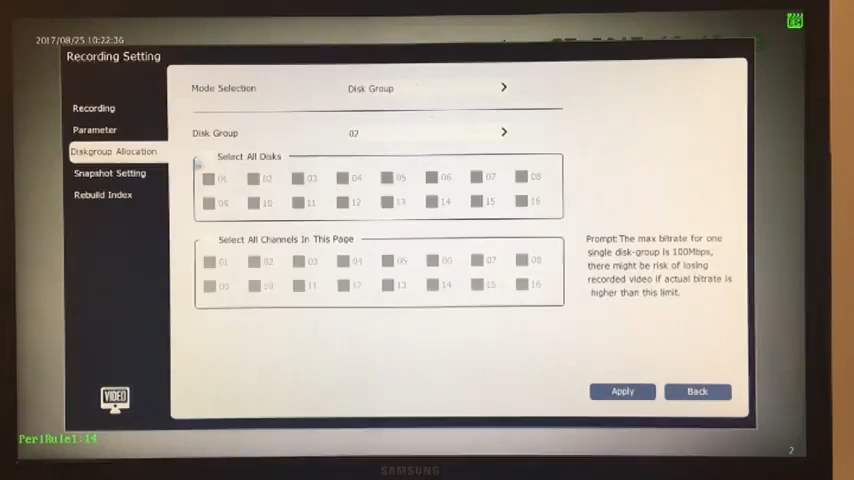 2017/08/25 10:22:36
Recording Setting
Mode Selection Disk Group >
Recording
Parameter
Disk Group 02 >
Diskgroup Allocation
Select All Disks
Snapshot Setting
01 02 03 04 05 06 07 08
Rebuild Index
09 10 11 12 13 14 15 16
Select All Channels In This Page
01 02 03 04 05 06 07 08
09 10 11 12 13 14 15 16
Prompt: The max bitrate for one
single disk-group is 100Mbps,
there might be risk of losing
recorded video if actual bitrate is
higher than this limit.
Apply Back
VIDEO
PeriRule1:14
2
SAMSUNG